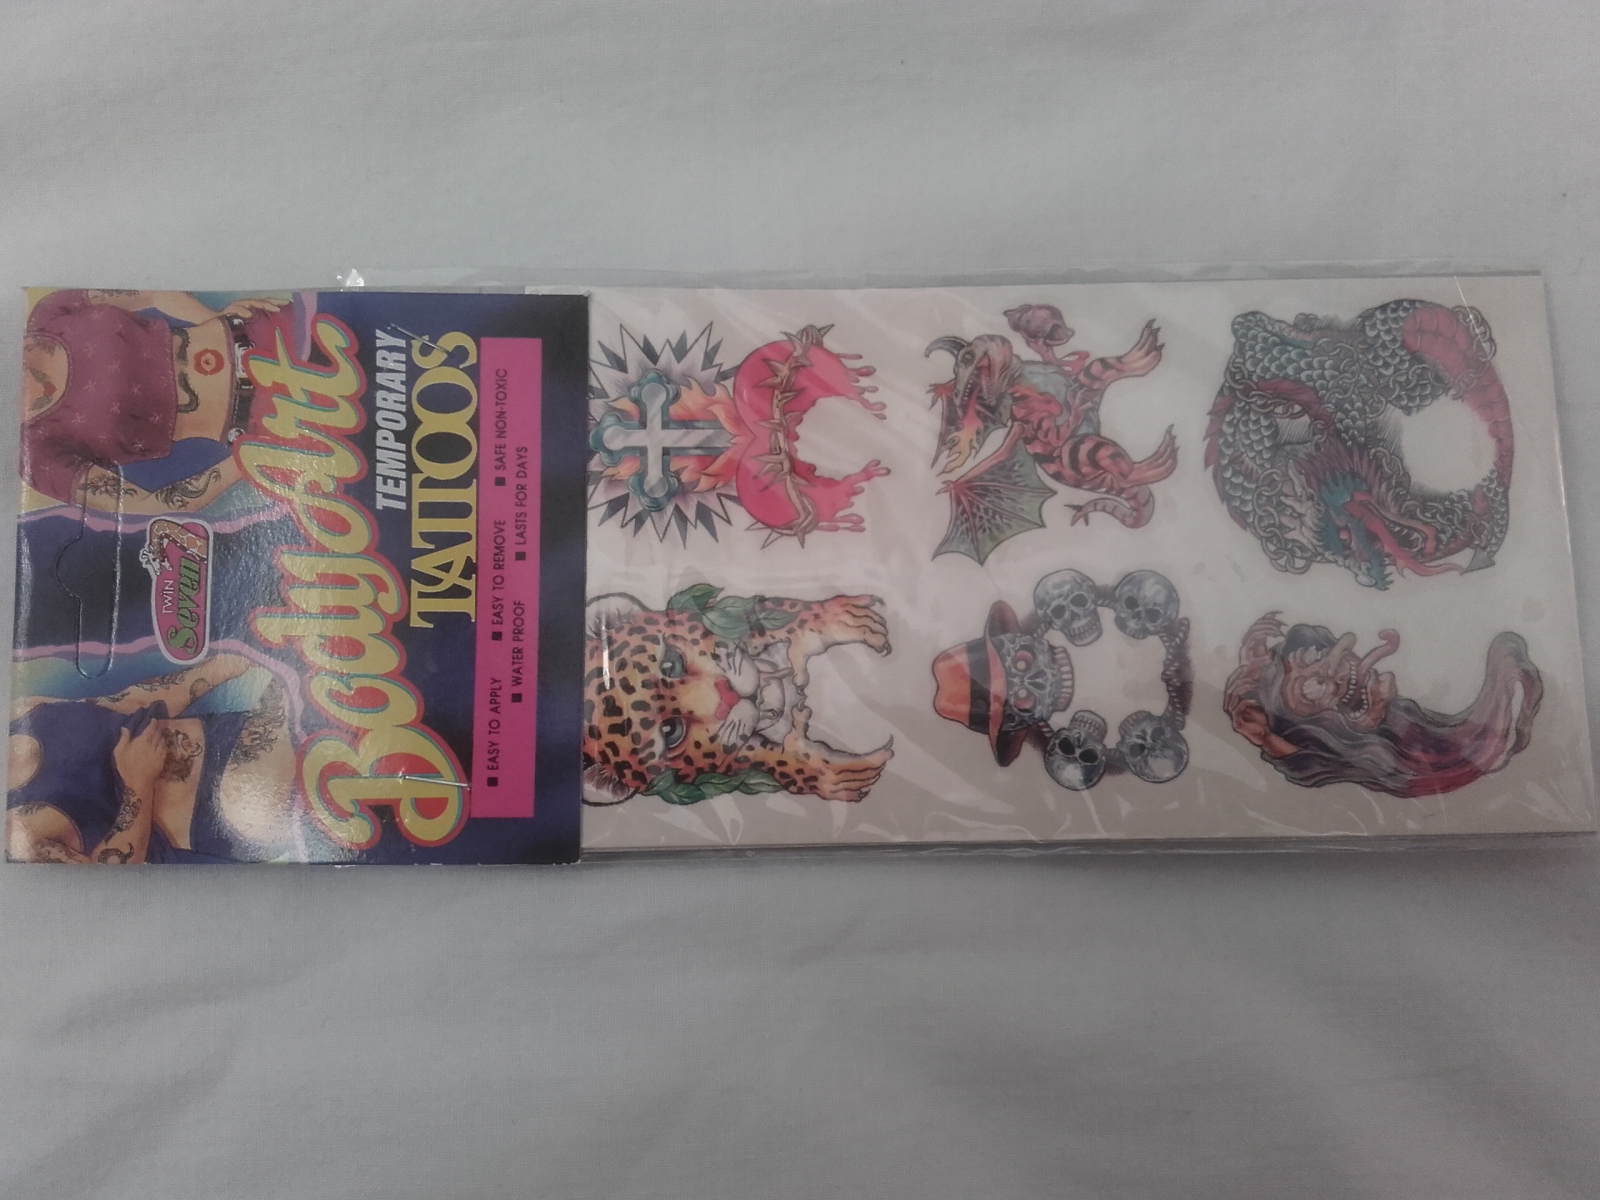 TWIN
Seven 7
Body Art
TEMPORARY
TATTOOS
■ EASY TO APPLY ■ EASY TO REMOVE ■ SAFE NON-TOXIC
■ WATER PROOF ■ LASTS FOR DAYS